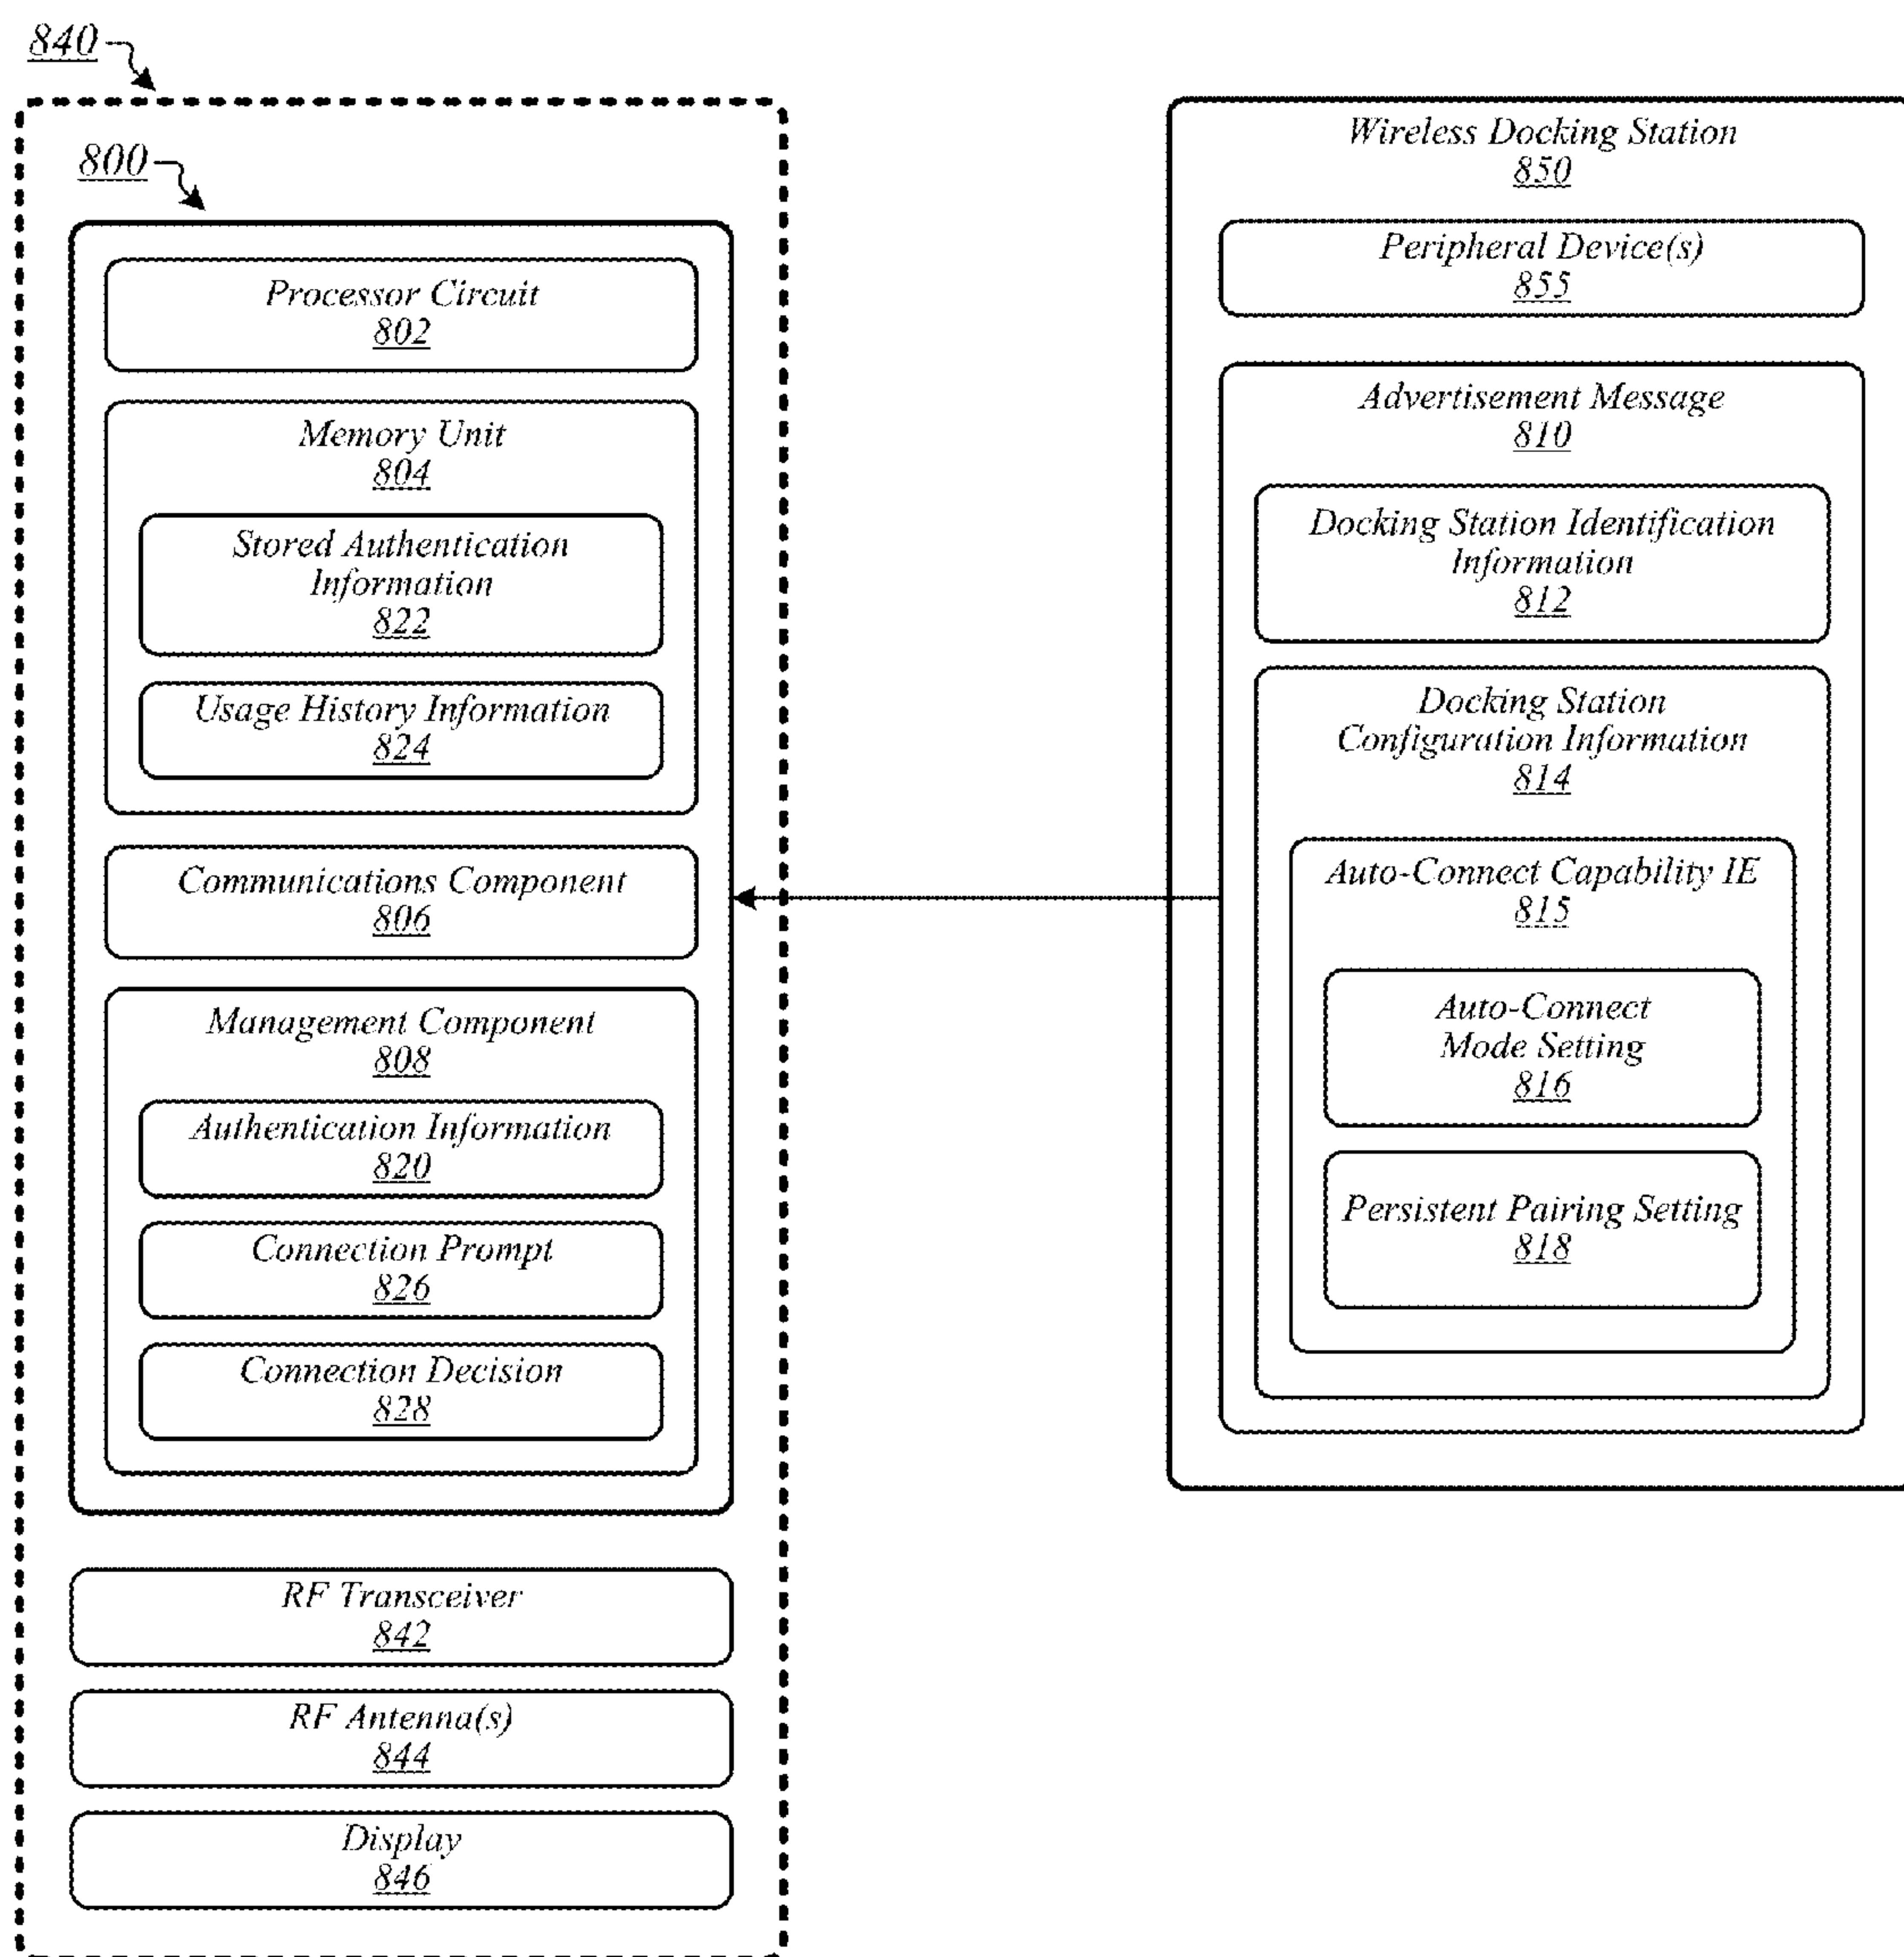 840
800
Processor Circuit
802
Memory Unit
804
Stored Authentication
Information
822
Usage History Information
824
Communications Component
806
Management Component
808
Authentication Information
820
Connection Prompt
826
Connection Decision
828
RF Transceiver
842
RF Antenna(s)
844
Display
846
Wireless Docking Station
850
Peripheral Device(s)
855
Advertisement Message
810
Docking Station Identification
Information
812
Docking Station
Configuration Information
814
Auto-Connect Capability IE
815
Auto-Connect
Mode Setting
816
Persistent Pairing Setting
818